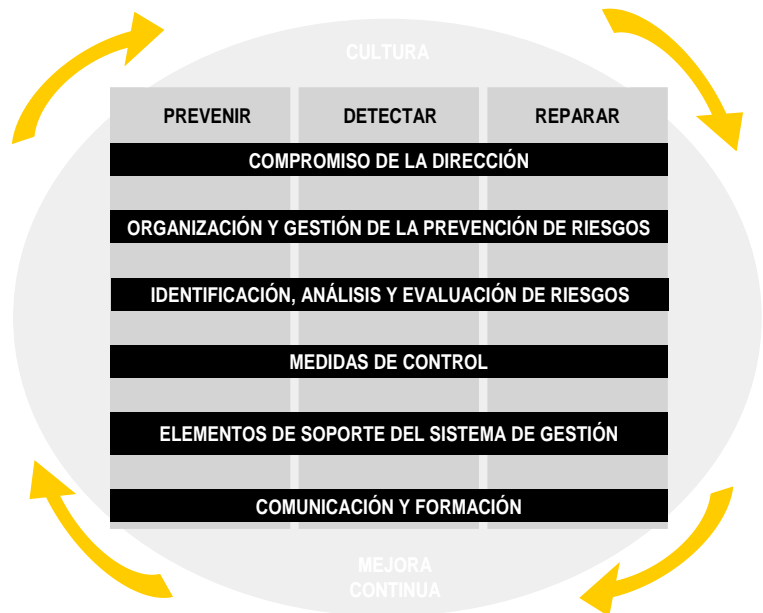 CULTURA
PREVENIR DETECTAR REPARAR
COMPROMISO DE LA DIRECCIÓN
ORGANIZACIÓN Y GESTIÓN DE LA PREVENCIÓN DE RIESGOS
IDENTIFICACIÓN, ANÁLISIS Y EVALUACIÓN DE RIESGOS
MEDIDAS DE CONTROL
ELEMENTOS DE SOPORTE DEL SISTEMA DE GESTIÓN
COMUNICACIÓN Y FORMACIÓN
MEJORA
CONTINUA